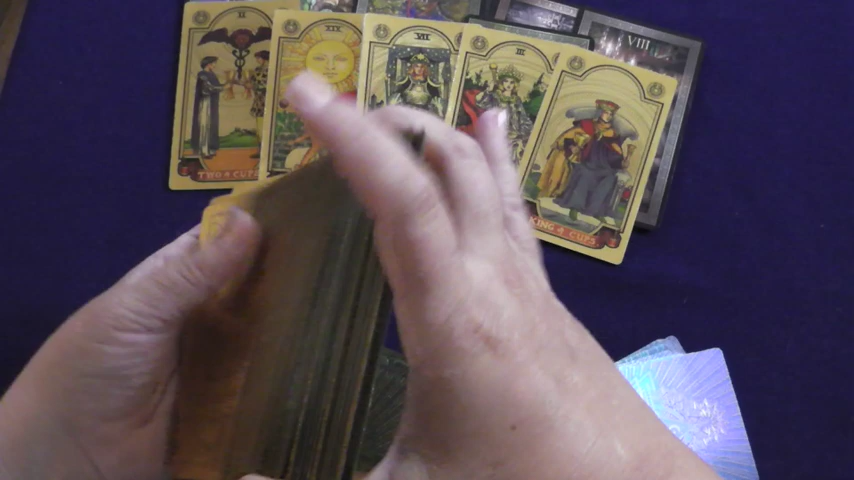 II
XIX
VII
III
VIII
TWO of CUPS
KING of CUPS